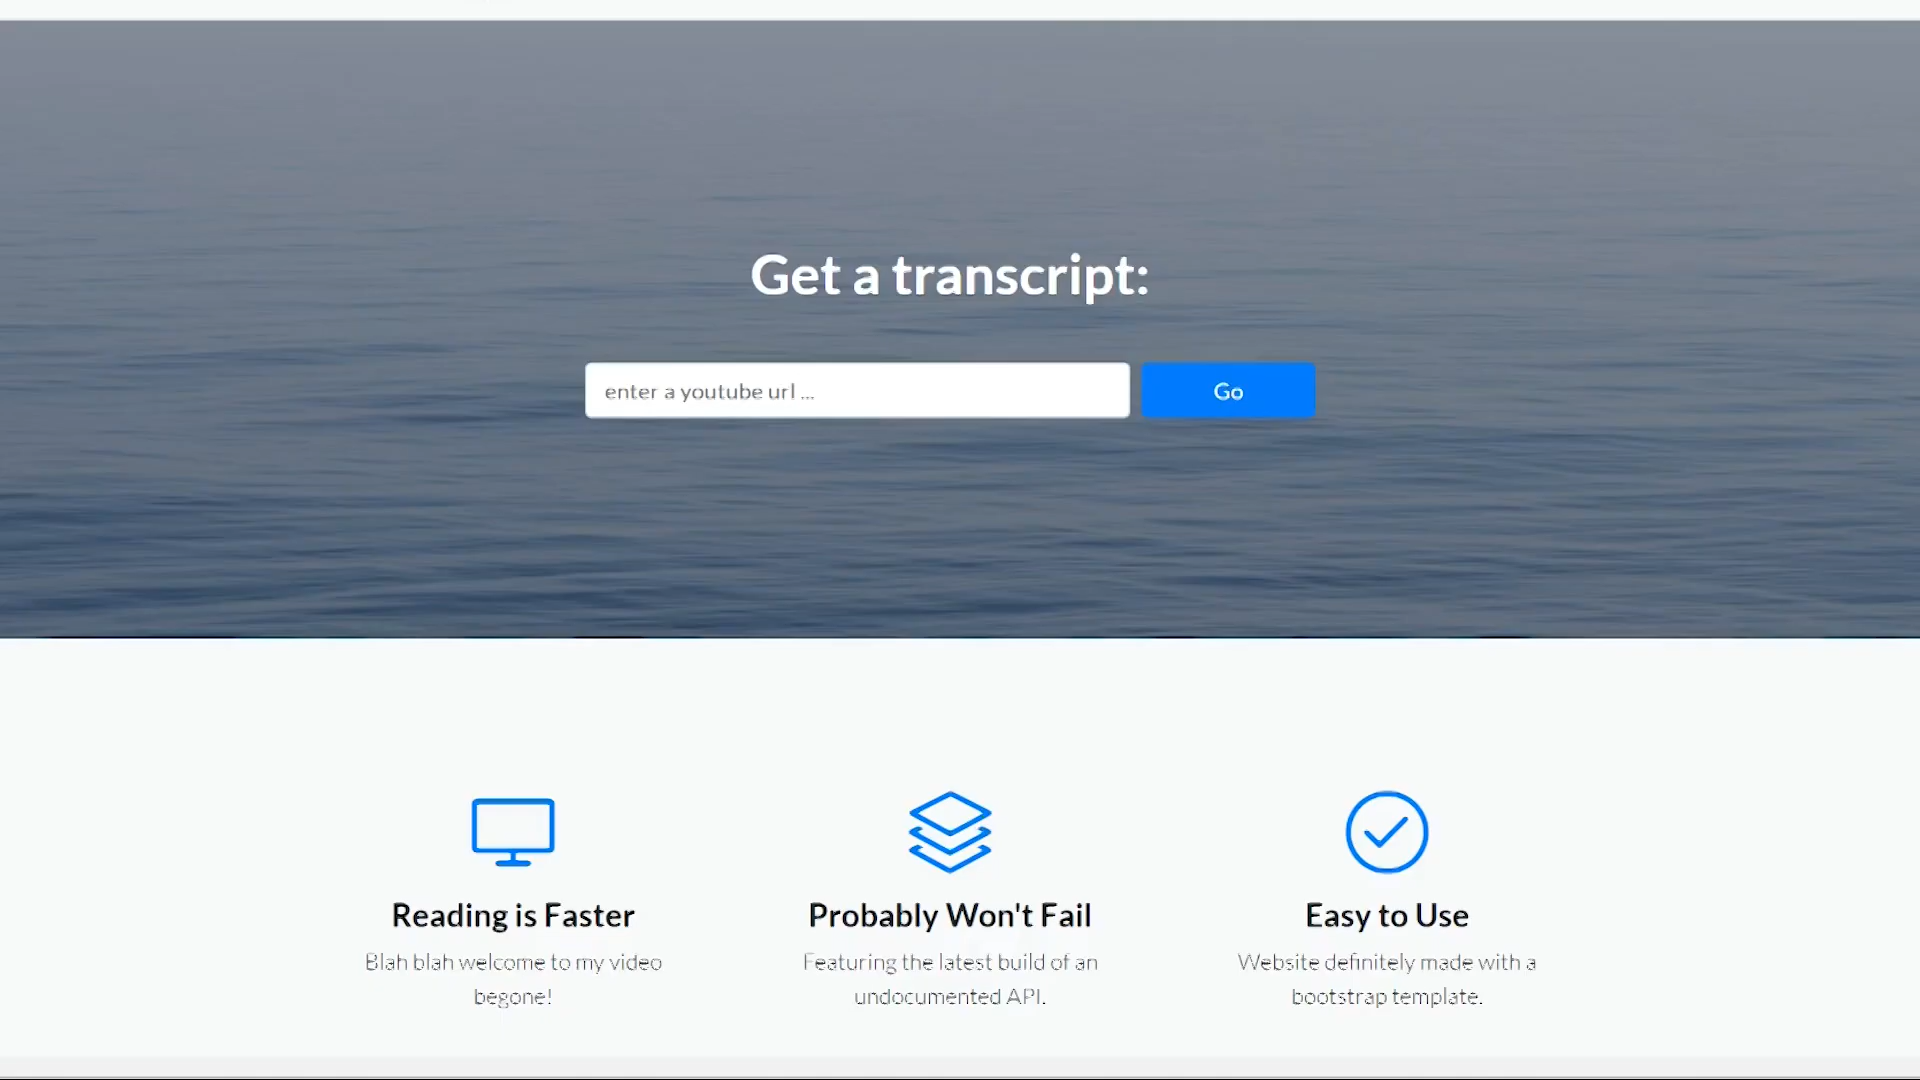 Get a transcript:
enter a youtube url ...
Go
Reading is Faster
Blah blah welcome to my video
begone!
Probably Won't Fail
Featuring the latest build of an
undocumented API.
Easy to Use
Website definitely made with a
bootstrap template.